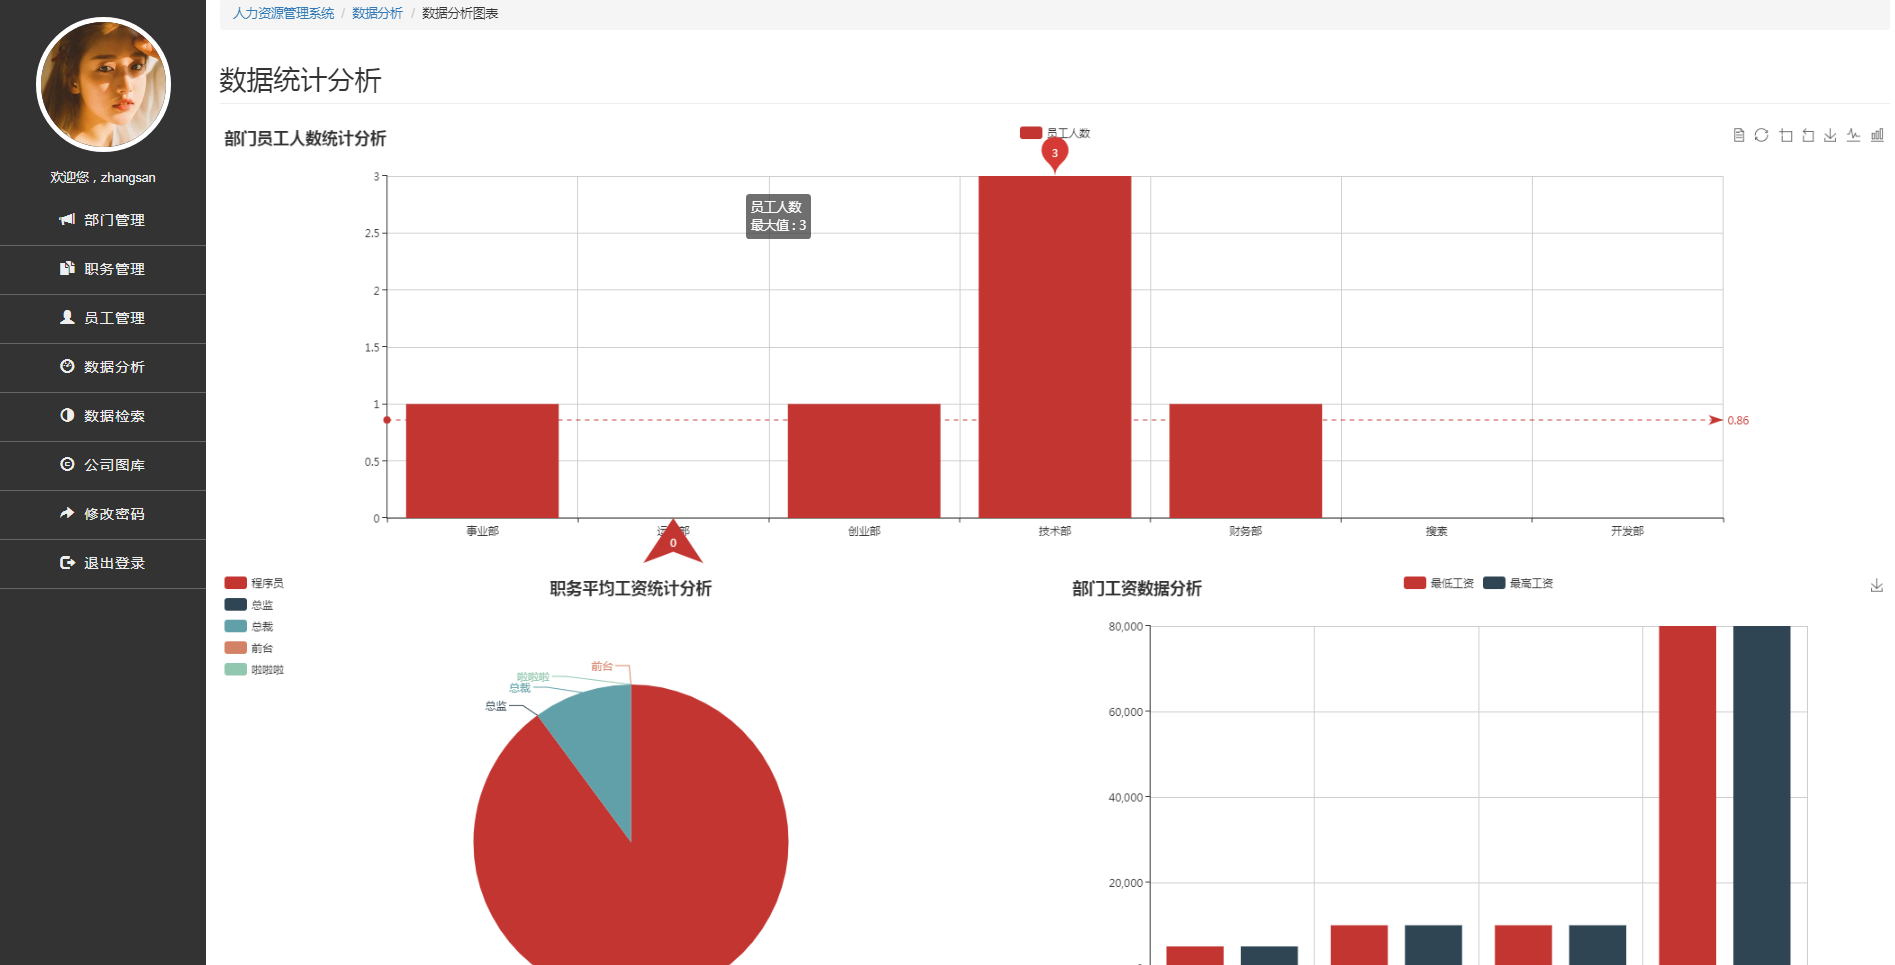 人力资源管理系统 / 数据分析 / 数据分析图表
欢迎您，zhangsan
部门管理
职务管理
员工管理
数据分析
数据检索
公司图库
修改密码
退出登录
数据统计分析
部门员工人数统计分析
员工人数
3
员工人数
最大值 : 3
3
2.5
2
1.5
1
0.5
0
0.86
事业部
部
创业部
技术部
财务部
搜索
开发部
0
程序员
总监
总裁
前台
啦啦啦
职务平均工资统计分析
前台
啦啦啦
总裁
总监
部门工资数据分析
最低工资
最高工资
80,000
60,000
40,000
20,000